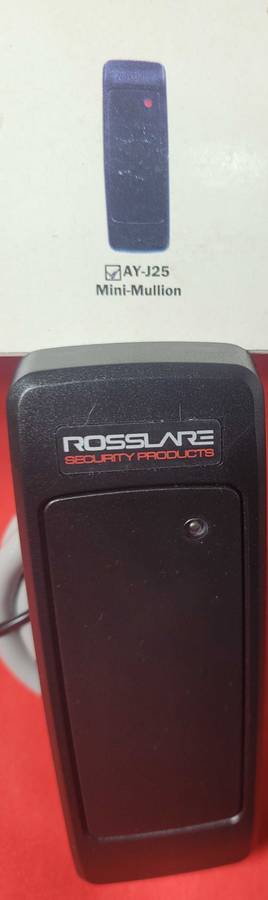 AY-J25
Mini-Mullion
ROSSLARE
SECURITY PRODUCTS